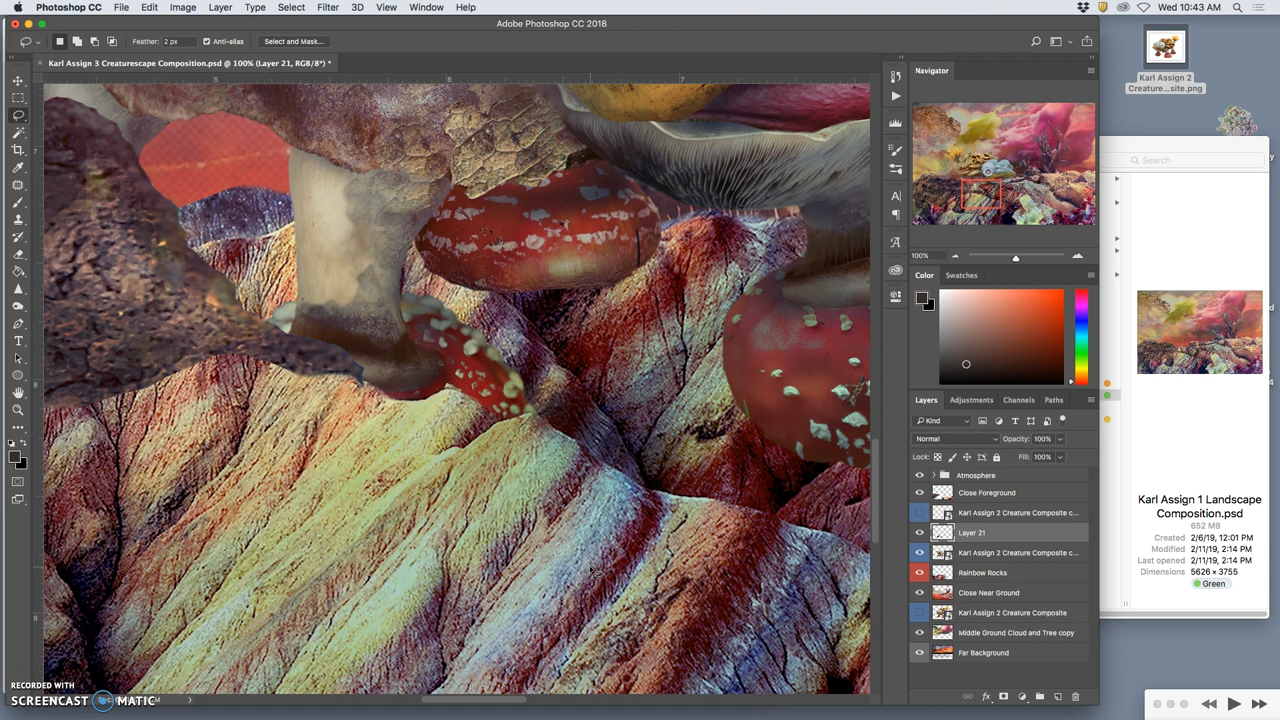 Photoshop CC File Edit Image Layer Type Select Filter 3D View Window Help Wed 10:43 AM
Adobe Photoshop CC 2018
Feather: 2 px Anti-alias Select and Mask...
Karl Assign 3 Creaturescape Composition.psd @ 100% (Layer 21, RGB/8*) *
5 6 7
7
8
9
Navigator
100%
Color Swatches
Layers Adjustments Channels Paths
Kind
Normal Opacity: 100%
Lock: Fill: 100%
Atmosphere
Close Foreground
Karl Assign 2 Creature Composite c...
Layer 21
Karl Assign 2 Creature Composite c...
Rainbow Rocks
Close Near Ground
Karl Assign 2 Creature Composite
Middle Ground Cloud and Tree copy
Far Background
Karl Assign 2
Creature...site.png
Search
Karl Assign 1 Landscape
Composition.psd
652 MB
Created 2/6/19, 12:01 PM
Modified 2/11/19, 2:14 PM
Last opened 2/11/19, 2:14 PM
Dimensions 5626 × 3755
Green
RECORDED WITH
SCREENCAST MATIC